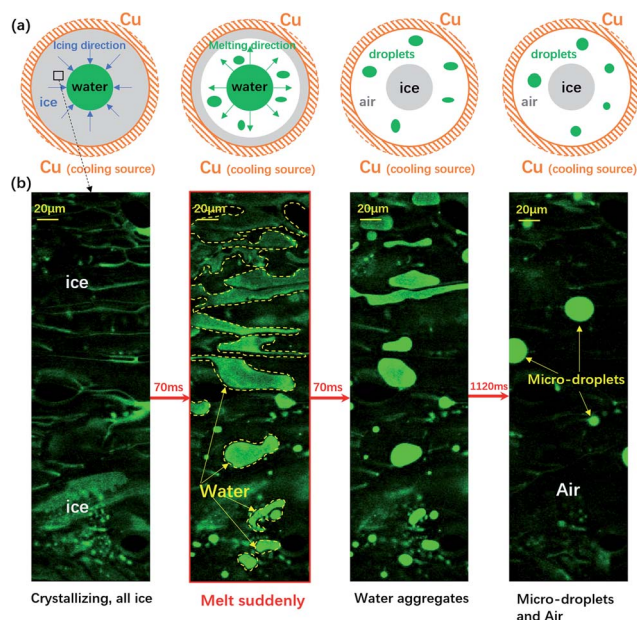 (a)
Cu
Cu
Cu
Cu
Icing direction
water
ice
Melting direction
water
droplets
ice
air
droplets
ice
air
Cu (cooling source)
Cu (cooling source)
Cu (cooling source)
Cu (cooling source)
(b)
20μm
20μm
20μm
20μm
ice
70ms
70ms
1120ms
Micro-droplets
Water
ice
Air
Crystallizing, all ice
Melt suddenly
Water aggregates
Micro-droplets
and Air